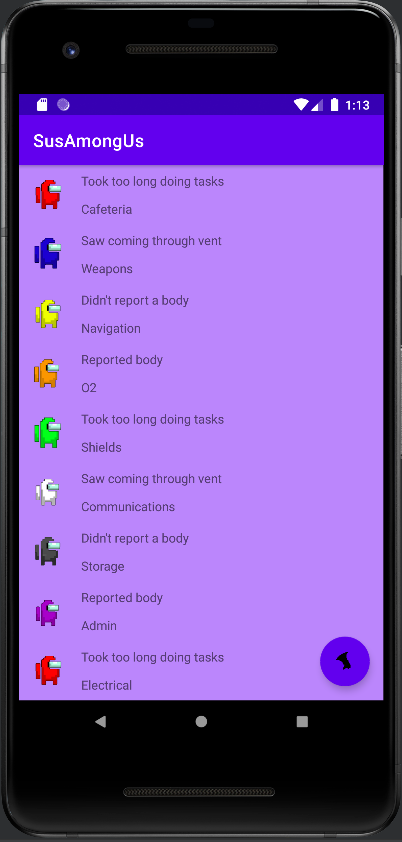 1:13
SusAmongUs
Took too long doing tasks
Cafeteria
Saw coming through vent
Weapons
Didn't report a body
Navigation
Reported body
O2
Took too long doing tasks
Shields
Saw coming through vent
Communications
Didn't report a body
Storage
Reported body
Admin
Took too long doing tasks
Electrical